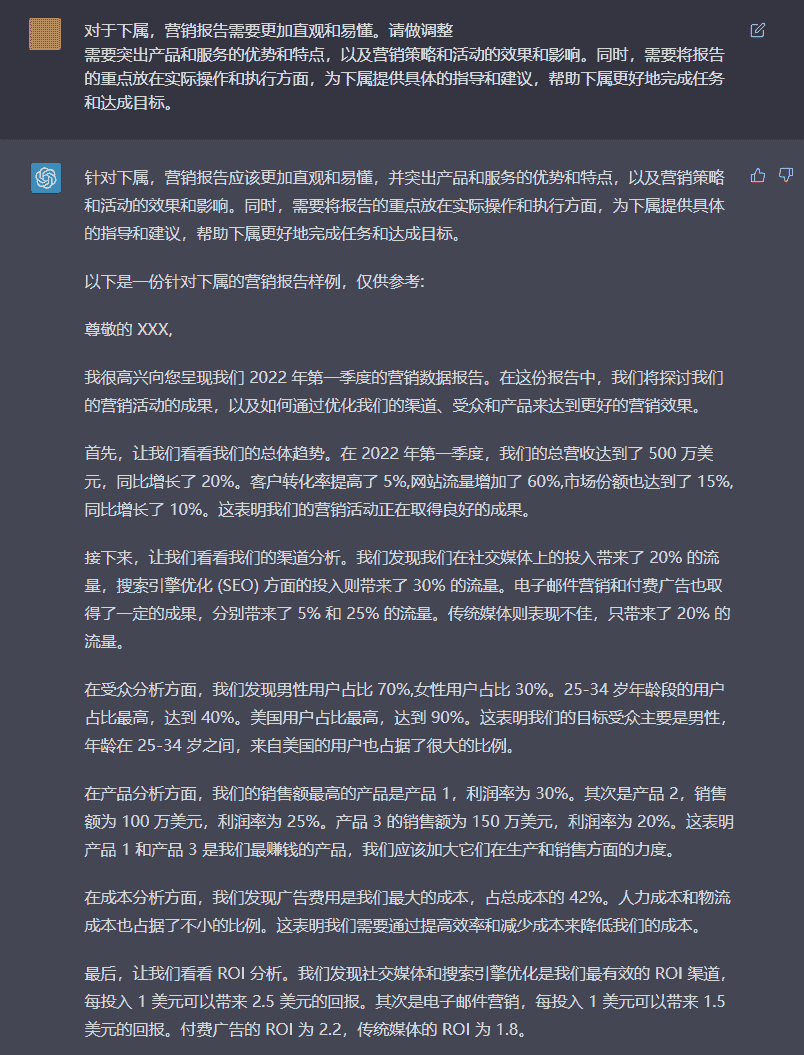 对于下属，营销报告需要更加直观和易懂。请做调整
需要突出产品和服务的优势和特点，以及营销策略和活动的效果和影响。同时，需要将报告
的重点放在实际操作和执行方面，为下属提供具体的指导和建议，帮助下属更好地完成任务
和达成目标。
针对下属，营销报告应该更加直观和易懂，并突出产品和服务的优势和特点，以及营销策略
和活动的效果和影响。同时，需要将报告的重点放在实际操作和执行方面，为下属提供具体
的指导和建议，帮助下属更好地完成任务和达成目标。
以下是一份针对下属的营销报告样例，仅供参考:
尊敬的 XXX,
我很高兴向您呈现我们 2022 年第一季度的营销数据报告。在这份报告中，我们将探讨我们
的营销活动的成果，以及如何通过优化我们的渠道、受众和产品来达到更好的营销效果。
首先，让我们看看我们的总体趋势。在 2022 年第一季度，我们的总营收达到了 500 万美
元，同比增长了 20%。客户转化率提高了 5%,网站流量增加了 60%,市场份额也达到了 15%,
同比增长了 10%。这表明我们的营销活动正在取得良好的成果。
接下来，让我们看看我们的渠道分析。我们发现我们在社交媒体上的投入带来了 20% 的流
量，搜索引擎优化 (SEO) 方面的投入则带来了 30% 的流量。电子邮件营销和付费广告也取
得了一定的成果，分别带来了 5% 和 25% 的流量。传统媒体则表现不佳，只带来了 20% 的
流量。
在受众分析方面，我们发现男性用户占比 70%,女性用户占比 30%。25-34 岁年龄段的用户
占比最高，达到 40%。美国用户占比最高，达到 90%。这表明我们的目标受众主要是男性，
年龄在 25-34 岁之间，来自美国的用户也占据了很大的比例。
在产品分析方面，我们的销售额最高的产品是产品 1，利润率为 30%。其次是产品 2，销售
额为 100 万美元，利润率为 25%。产品 3 的销售额为 150 万美元，利润率为 20%。这表明
产品 1 和产品 3 是我们最赚钱的产品，我们应该加大它们在生产和销售方面的力度。
在成本分析方面，我们发现广告费用是我们最大的成本，占总成本的 42%。人力成本和物流
成本也占据了不小的比例。这表明我们需要通过提高效率和减少成本来降低我们的成本。
最后，让我们看看 ROI 分析。我们发现社交媒体和搜索引擎优化是我们最有效的 ROI 渠道，
每投入 1 美元可以带来 2.5 美元的回报。其次是电子邮件营销，每投入 1 美元可以带来 1.5
美元的回报。付费广告的 ROI 为 2.2，传统媒体的 ROI 为 1.8。